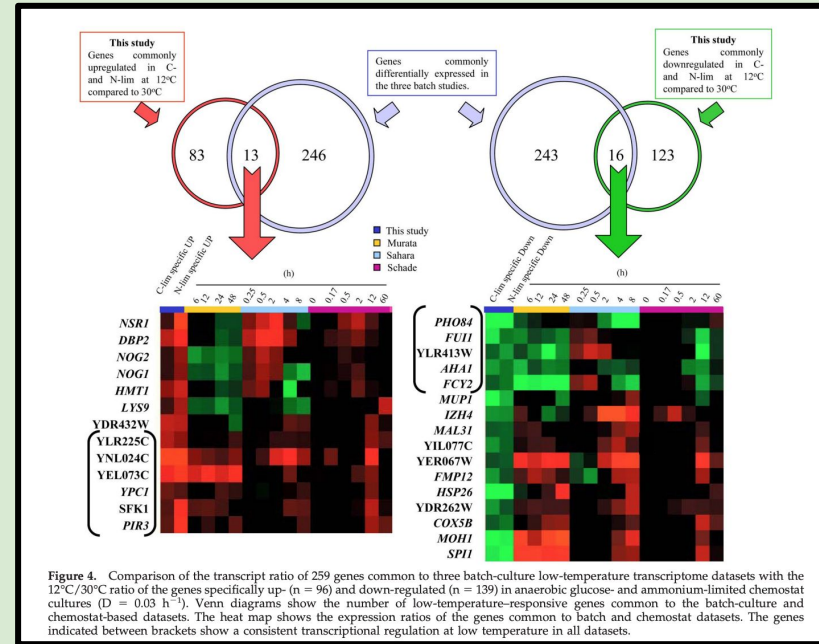 This study
Genes commonly
upregulated in C-
and N-lim at 12ºC
compared to 30ºC
Genes commonly
differentially expressed in
the three batch studies.
This study
Genes commonly
downregulated in C-
and N-lim at 12ºC
compared to 30ºC
83
13
246
243
16
123
This study
Murata
Sahara
Schade
C-lim specific UP
N-lim specific UP
(h)
6 12 24 48 0.25 0.5 2 4 8 0 0.17 0.5 2 12 60
NSR1
DBP2
NOG2
NOG1
HMT1
LYS9
YDR432W
YLR225C
YNL024C
YEL073C
YPC1
SFK1
PIR3
C-lim specific Down
N-lim specific Down
(h)
6 12 24 48 0.25 0.5 2 4 8 0 0.17 0.5 2 12 60
PHO84
FUI1
YLR413W
AHA1
FCY2
MUP1
IZH4
MAL31
YIL077C
YER067W
FMP12
HSP26
YDR262W
COX5B
MOH1
SPI1
Figure 4. Comparison of the transcript ratio of 259 genes common to three batch-culture low-temperature transcriptome datasets with the
12°C/30°C ratio of the genes specifically up- (n = 96) and down-regulated (n = 139) in anaerobic glucose- and ammonium-limited chemostat
cultures (D = 0.03 h⁻¹). Venn diagrams show the number of low-temperature–responsive genes common to the batch-culture and
chemostat-based datasets. The heat map shows the expression ratios of the genes common to batch and chemostat datasets. The genes
indicated between brackets show a consistent transcriptional regulation at low temperature in all datasets.